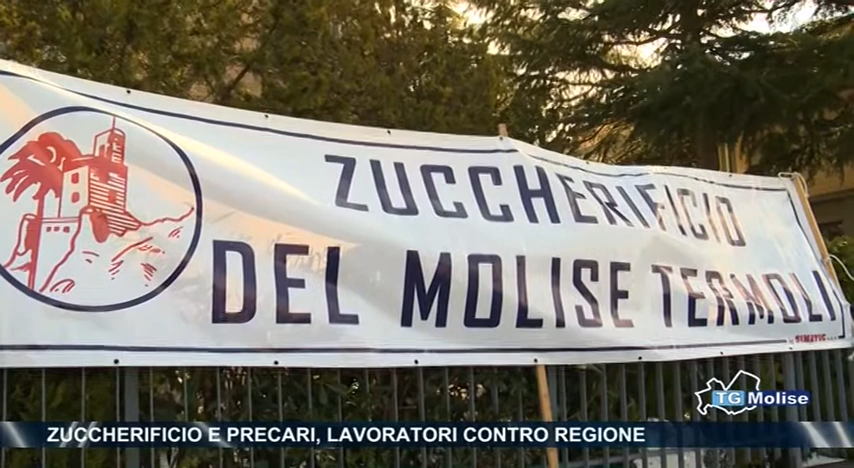 ZUCCHERIFICIO
DEL MOLISE TERMOLI
TG Molise
ZUCCHERIFICIO E PRECARI, LAVORATORI CONTRO REGIONE